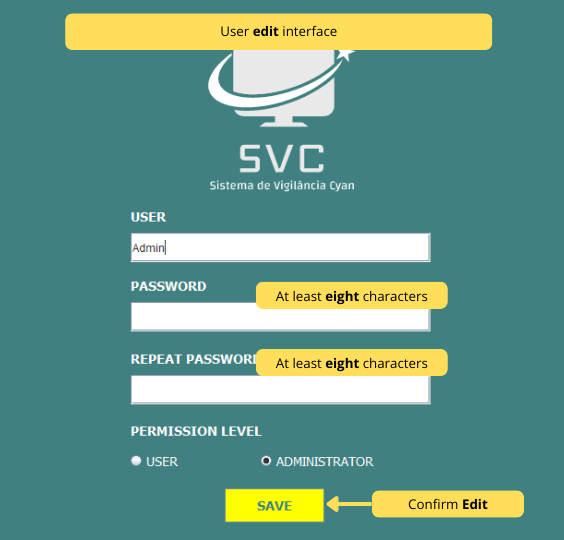 User edit interface
SVC
Sistema de Vigilância Cyan
USER
Admin
PASSWORD
At least eight characters
REPEAT PASSWORD
At least eight characters
PERMISSION LEVEL
USER ADMINISTRATOR
SAVE
Confirm Edit